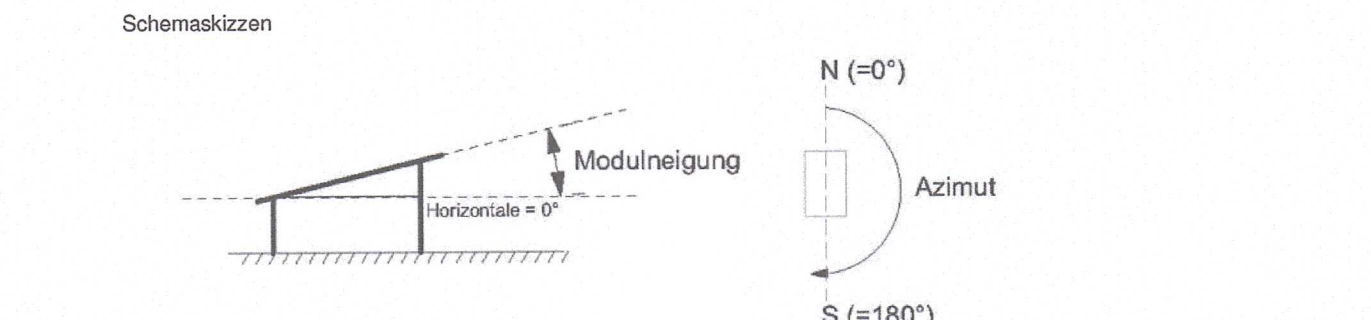 Schemaskizzen
N (=0°)
Modulneigung
Azimut
Horizontale = 0°
S (=180°)